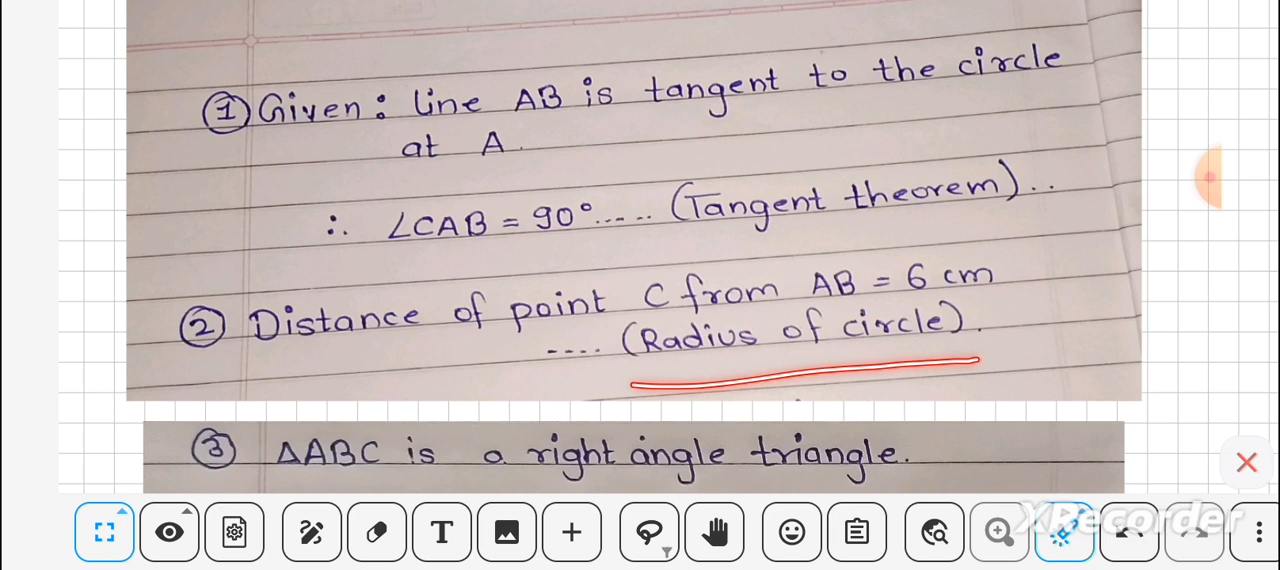 ① Given : line AB is tangent to the circle
at A.
∴ ∠CAB = 90°..... (Tangent theorem)..
② Distance of point C from AB = 6 cm
.... (Radius of circle).
③ ΔABC is a right angle triangle.
T
XRecorder